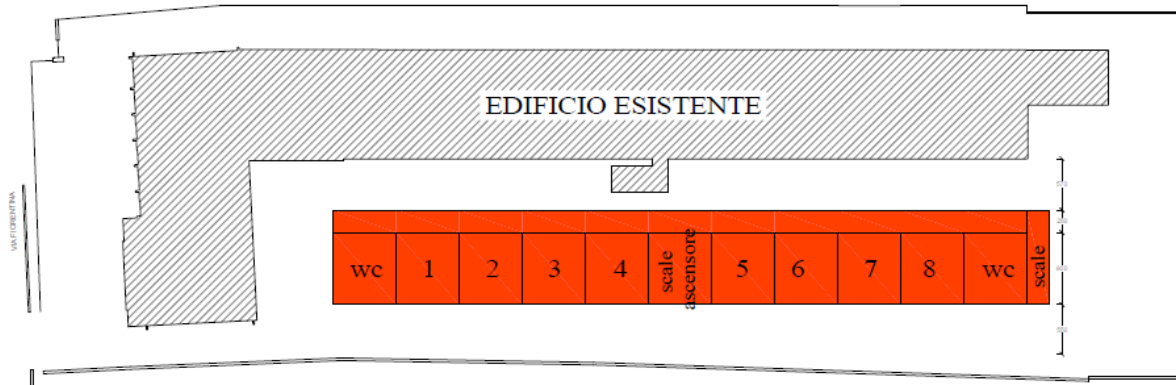 EDIFICIO ESISTENTE
VIA FIORENTINA
wc
1
2
3
4
scale
ascensore
5
6
7
8
wc
scale